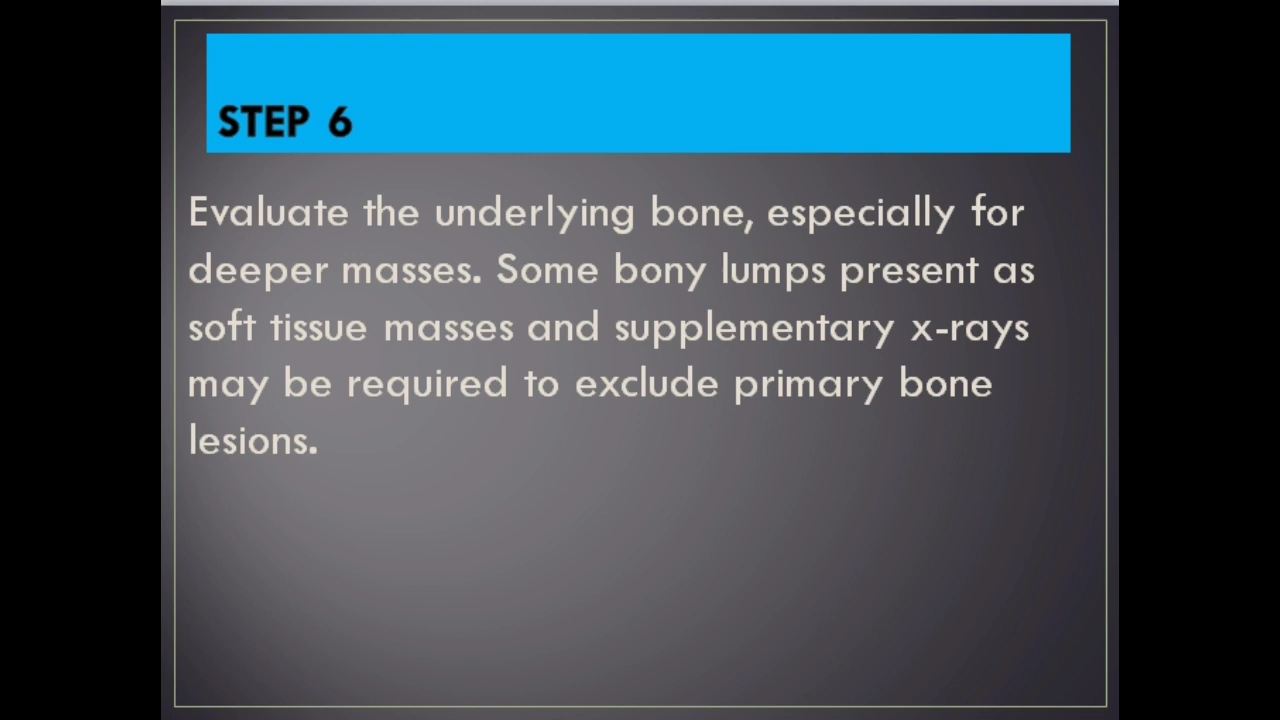 STEP 6
Evaluate the underlying bone, especially for
deeper masses. Some bony lumps present as
soft tissue masses and supplementary x-rays
may be required to exclude primary bone
lesions.